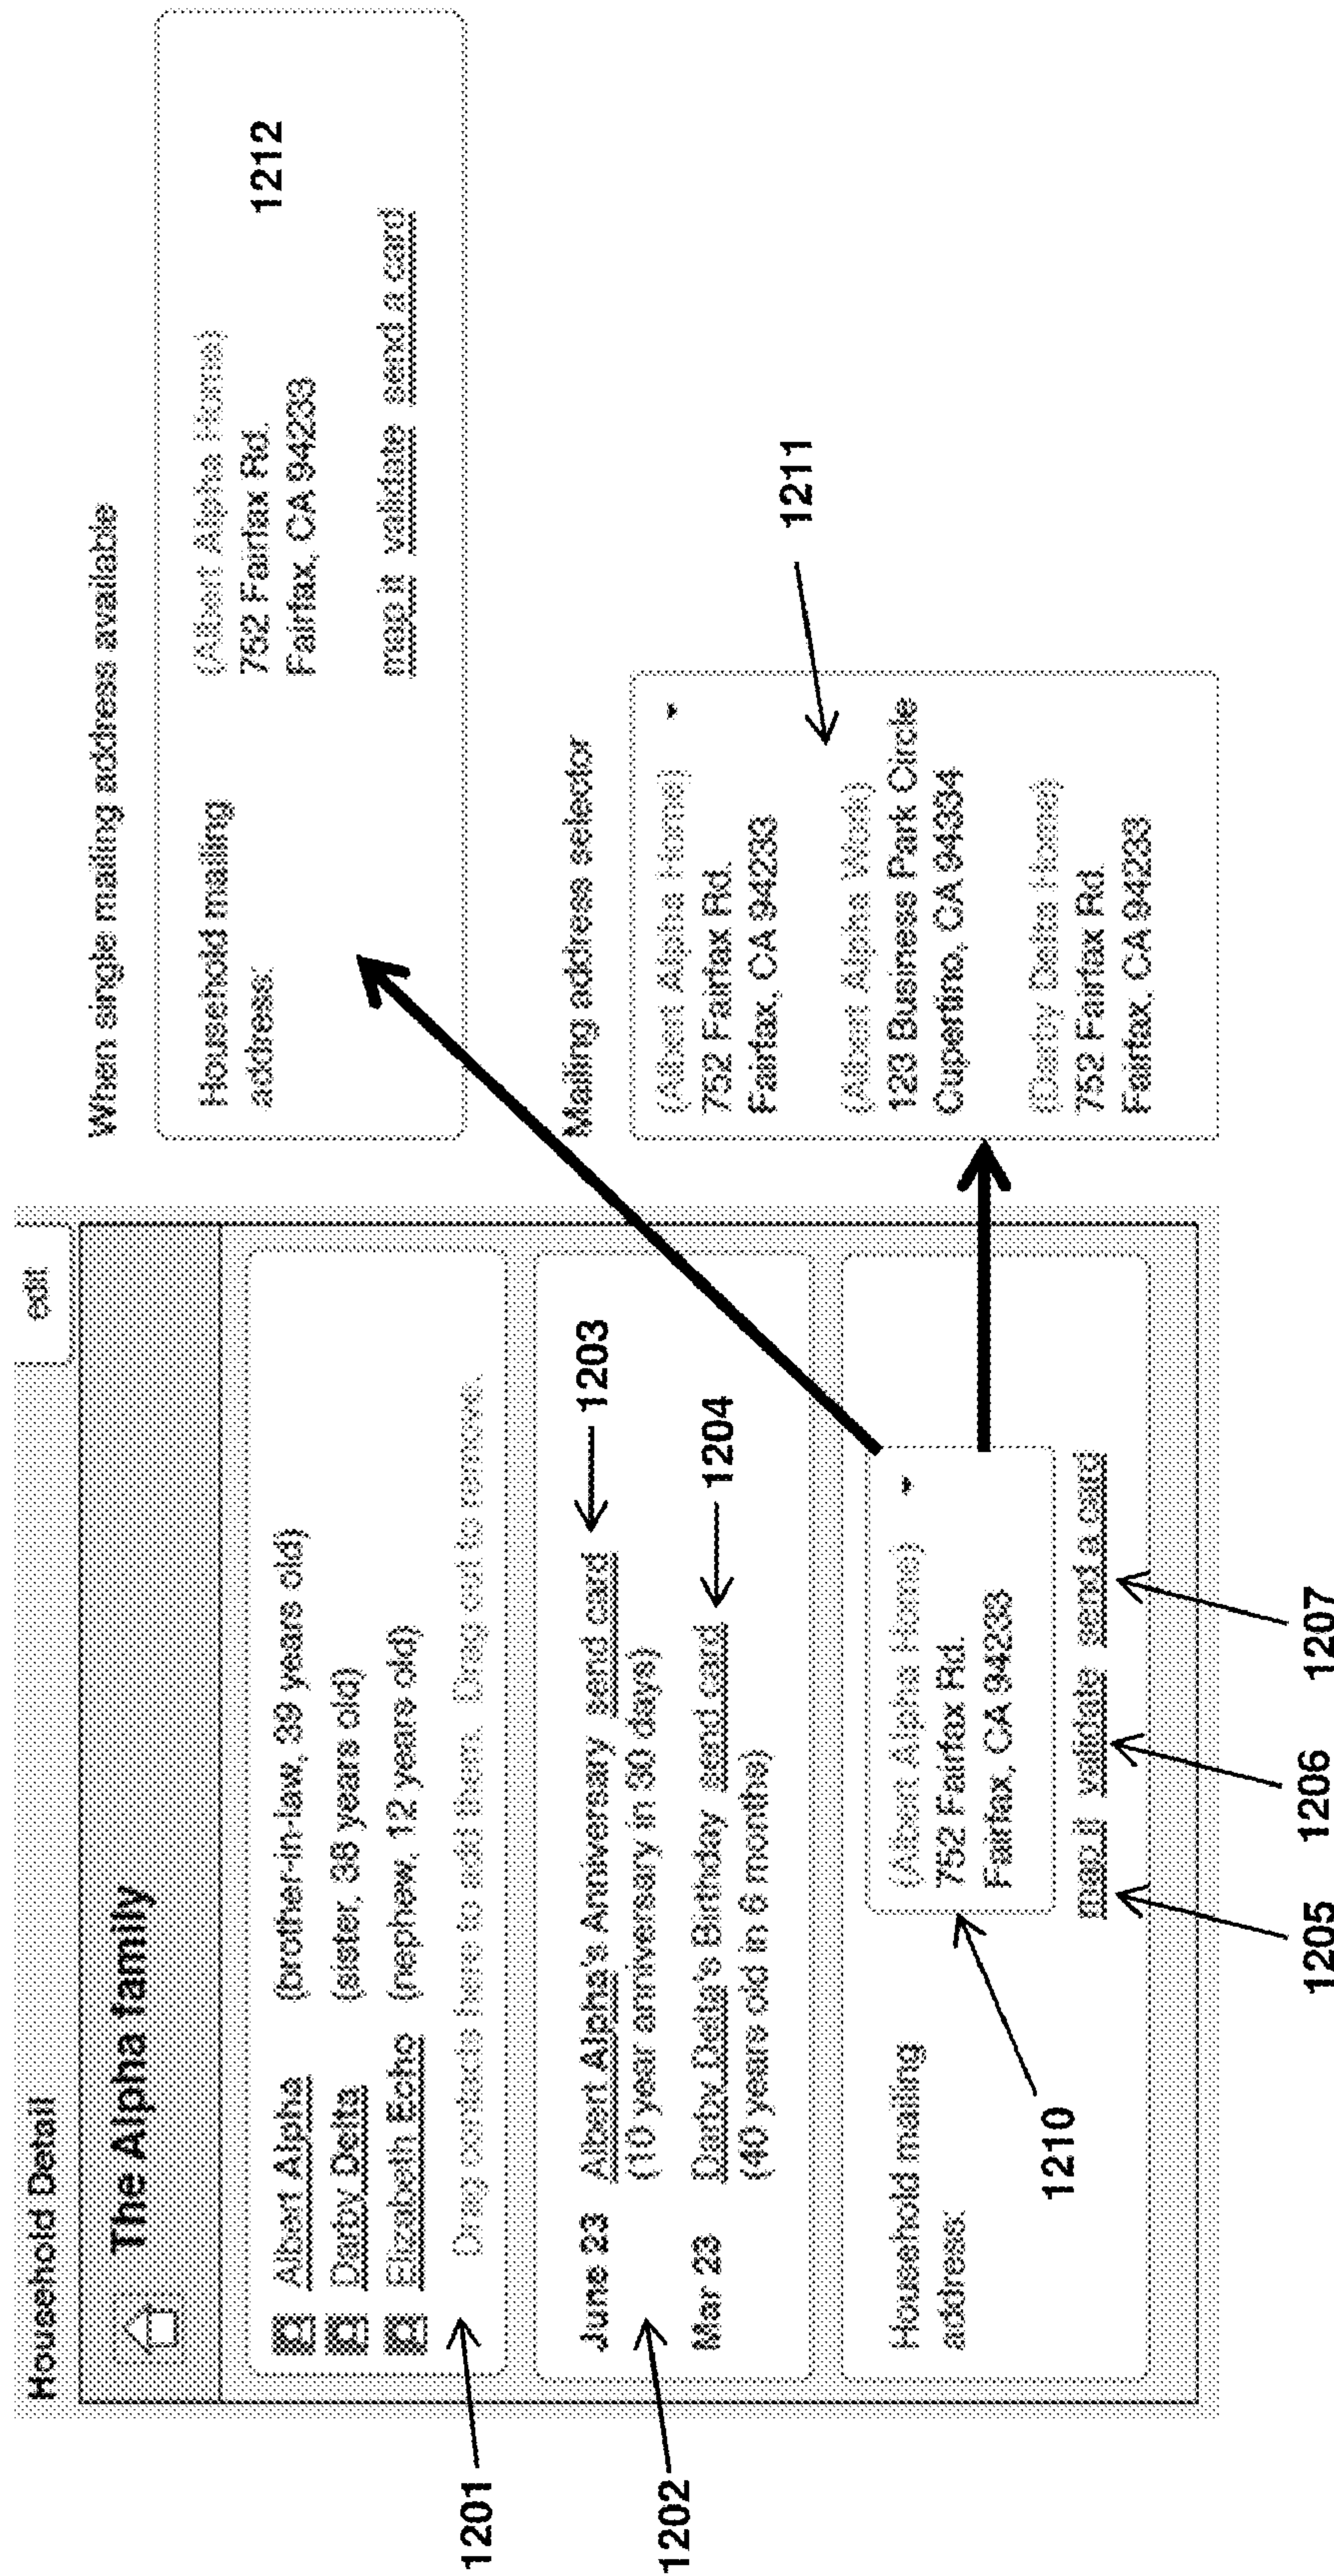 Household Detail
edit
The Alpha family
Albert Alpha (brother-in-law, 39 years old)
Darby Delta (sister, 38 years old)
Elizabeth Echo (nephew, 12 years old)
Drag contacts here to add them. Drag out to remove.
1201
June 23 Albert Alpha's Anniversary send card
1203
(10 year anniversary in 30 days)
1202
Mar 23 Darby Delta's Birthday send card
1204
(40 years old in 6 months)
Household mailing
address:
(Albert Alpha Home)
752 Fairfax Rd.
Fairfax, CA 94233
1210
map it validate send a card
1205
1206
1207
When single mailing address available
Household mailing
address:
(Albert Alpha Home)
752 Fairfax Rd.
Fairfax, CA 94233
1212
map it validate send a card
Mailing address selector
(Albert Alpha Home)
752 Fairfax Rd.
Fairfax, CA 94233
1211
(Albert Alpha Work)
123 Business Park Circle
Cupertino, CA 94334
(Darby Delta Home)
752 Fairfax Rd.
Fairfax, CA 94233